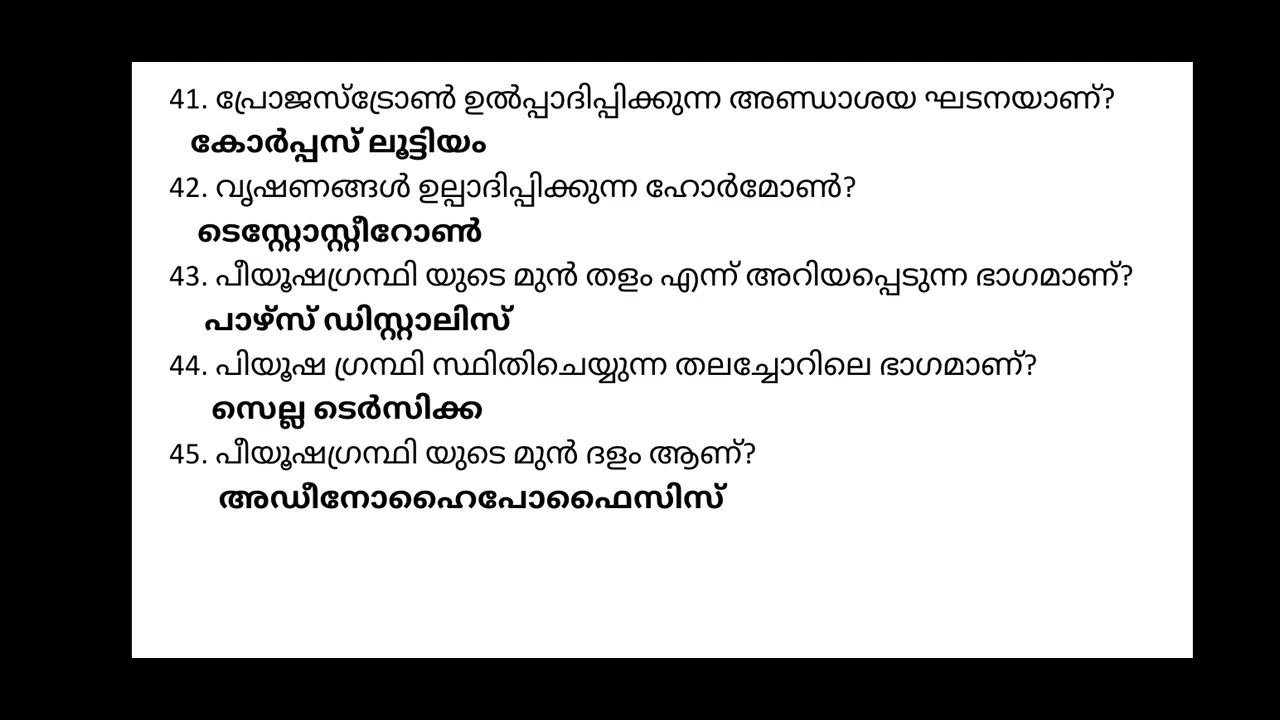 41. പ്രോജസ്ട്രോൺ ഉൽപ്പാദിപ്പിക്കുന്ന അണ്ഡാശയ ഘടനയാണ്?
കോർപ്പസ് ലൂട്ടിയം
42. വൃഷണങ്ങൾ ഉല്പാദിപ്പിക്കുന്ന ഹോർമോൺ?
ടെസ്റ്റോസ്റ്റീറോൺ
43. പീയൂഷഗ്രന്ഥി യുടെ മുൻ തളം എന്ന് അറിയപ്പെടുന്ന ഭാഗമാണ്?
പാഴ്സ് ഡിസ്റ്റാലിസ്
44. പിയൂഷ ഗ്രന്ഥി സ്ഥിതിചെയ്യുന്ന തലച്ചോറിലെ ഭാഗമാണ്?
സെല്ല ടെർസിക്ക
45. പീയൂഷഗ്രന്ഥി യുടെ മുൻ ദളം ആണ്?
അഡീനോഹൈപോഫൈസിസ്